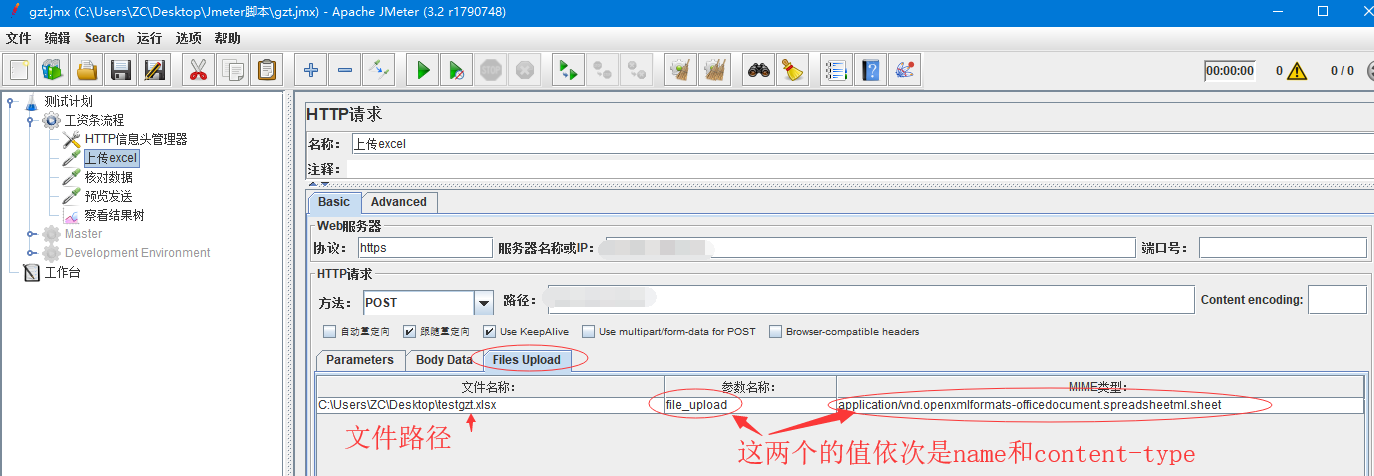 gzt.jmx (C:\Users\ZC\Desktop\Jmeter脚本\gzt.jmx) - Apache JMeter (3.2 r1790748)
文件 编辑 Search 运行 选项 帮助
STOP
00:00:00 0 0 / 0
测试计划
工资条流程
HTTP信息头管理器
上传excel
核对数据
预览发送
察看结果树
Master
Development Environment
工作台
HTTP请求
名称: 上传excel
注释:
Basic Advanced
Web服务器
协议: https 服务器名称或IP: 端口号:
HTTP请求
方法: POST 路径: Content encoding:
自动重定向 跟随重定向 Use KeepAlive Use multipart/form-data for POST Browser-compatible headers
Parameters Body Data Files Upload
文件名称: 参数名称: MIME类型:
C:\Users\ZC\Desktop\testgzt.xlsx file_upload application/vnd.openxmlformats-officedocument.spreadsheetml.sheet
文件路径 这两个的值依次是name和content-type